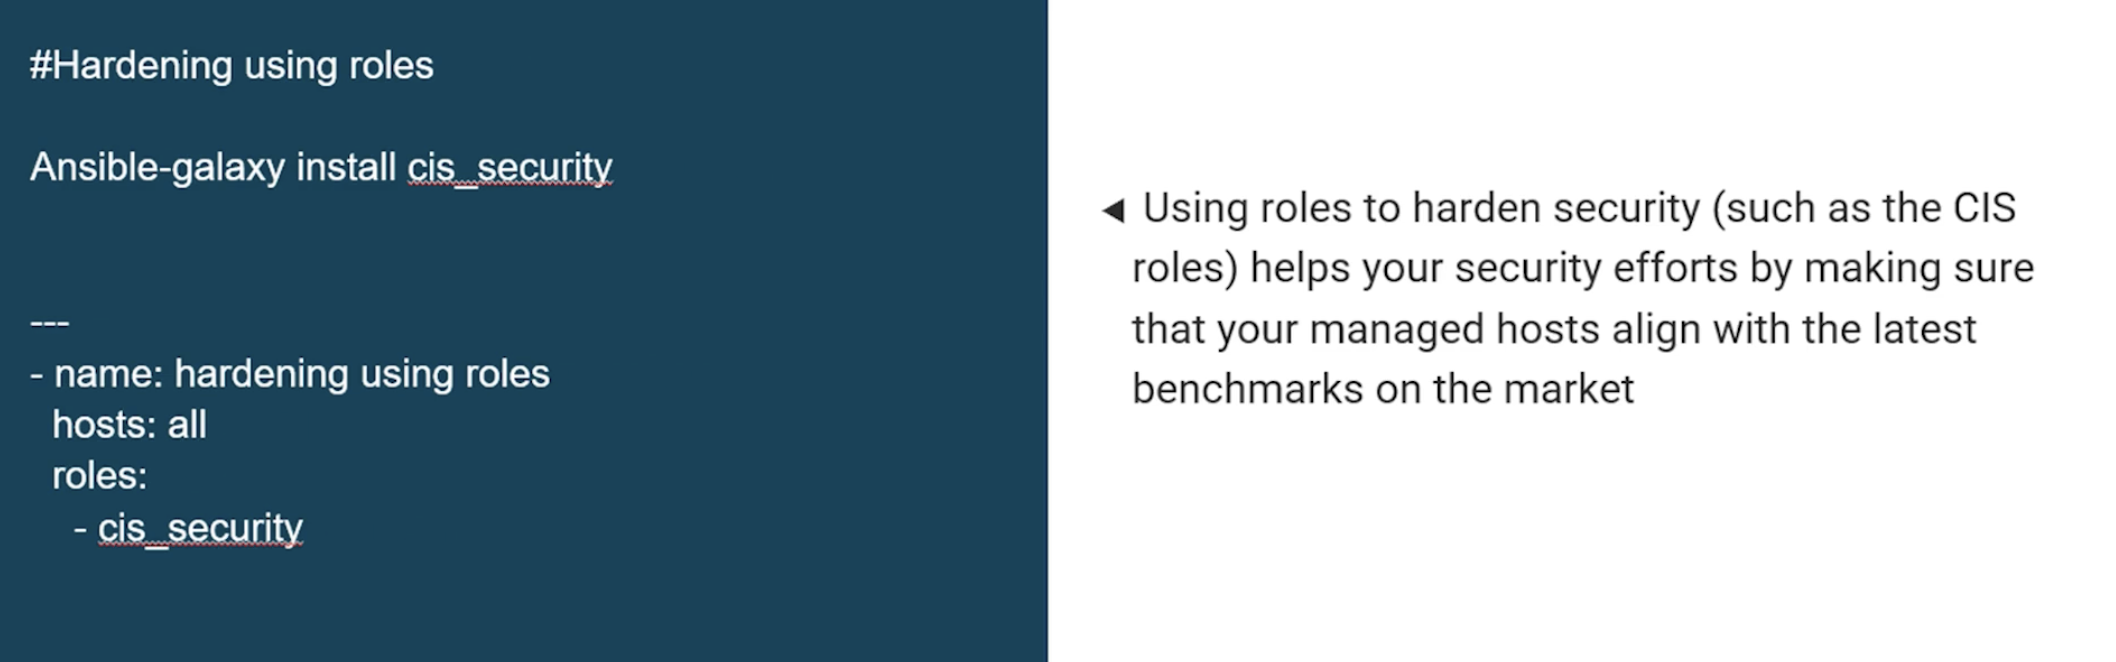 #Hardening using roles
Ansible-galaxy install cis_security
---
- name: hardening using roles
hosts: all
roles:
- cis_security
◄ Using roles to harden security (such as the CIS
roles) helps your security efforts by making sure
that your managed hosts align with the latest
benchmarks on the market